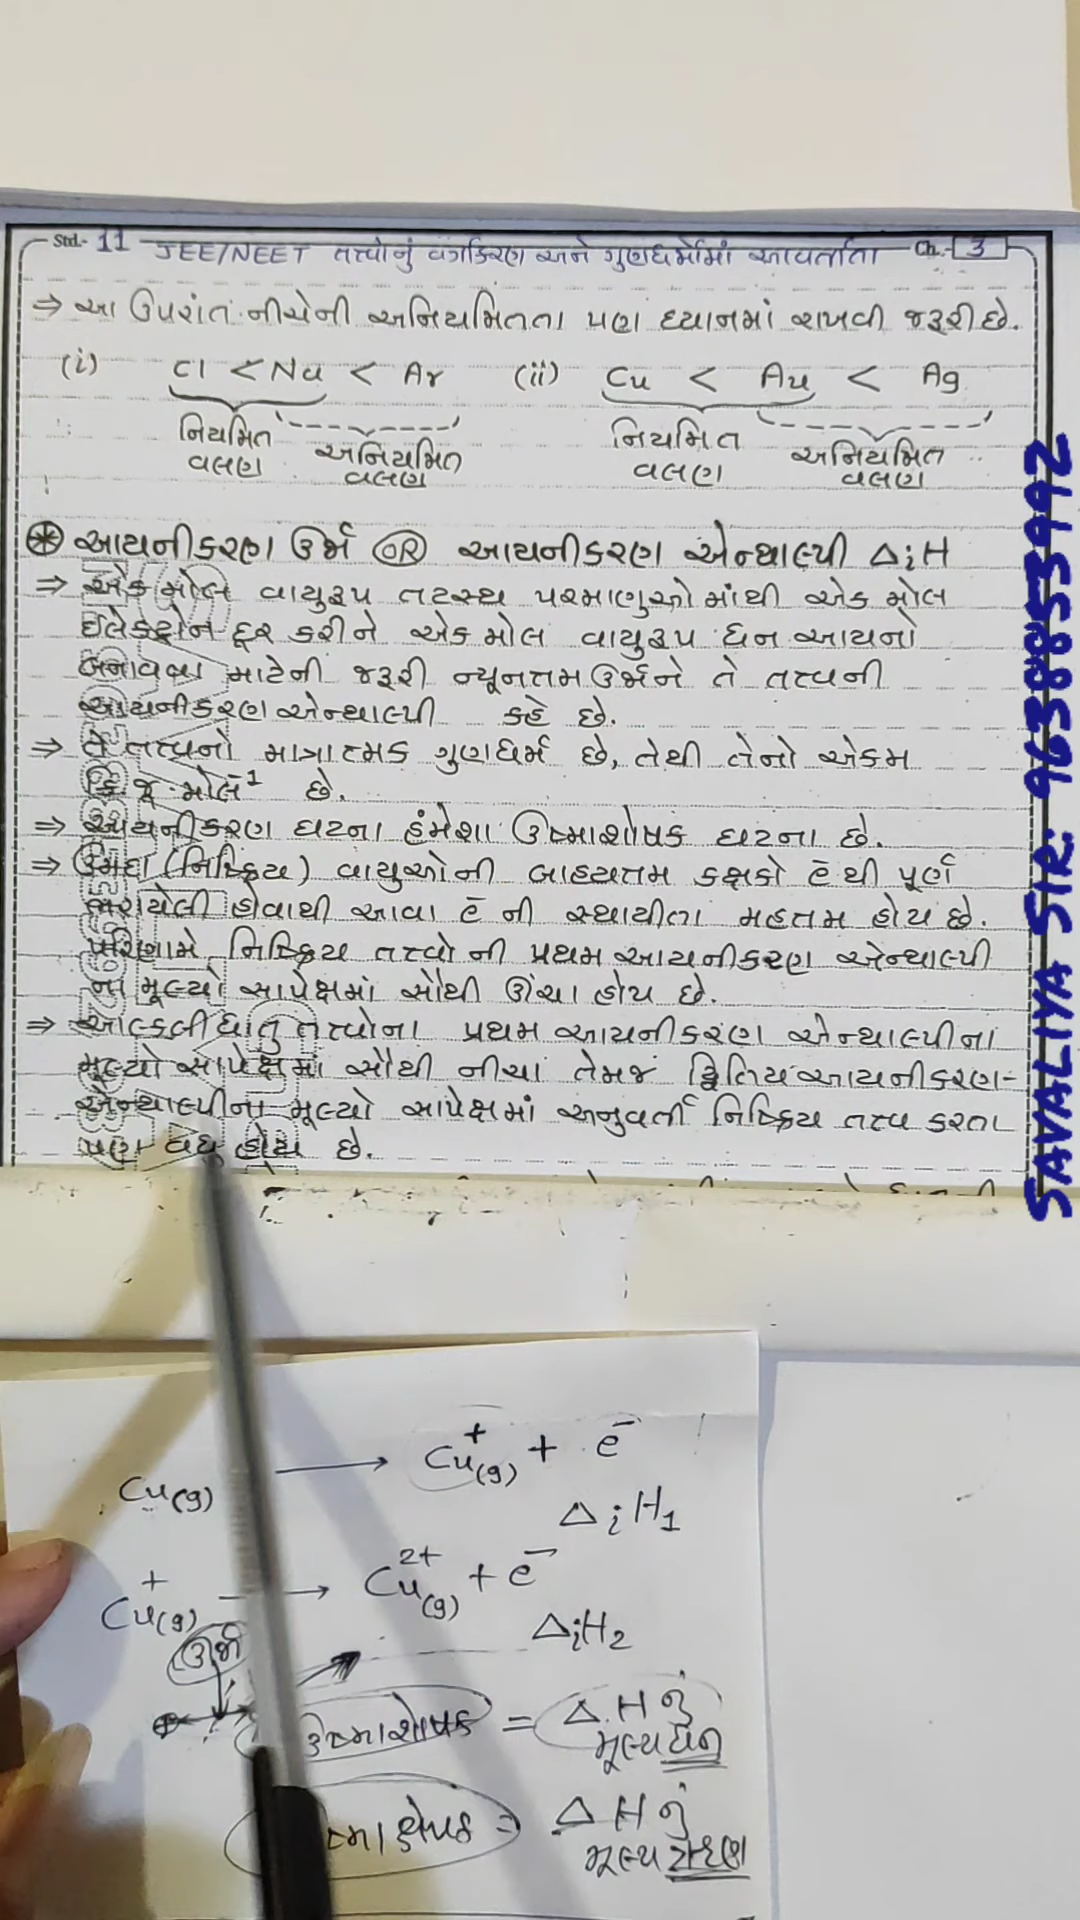 Std.- 11 JEE/NEET તત્ત્વોનું વર્ગીકરણ અને ગુણધર્મોમાં આવર્તતા Ch.- 3
⇒ આ ઉપરાંત નીચેની અનિયમિતતા પણ ધ્યાનમાં રાખવી જરૂરી છે.
(i) Cl < Na < Ar (ii) Cu < Au < Ag
નિયમિત વલણ અનિયમિત વલણ નિયમિત વલણ અનિયમિત વલણ
⊛ આયનીકરણ ઉર્જા OR આયનીકરણ એન્થાલ્પી ΔiH
⇒ એક મોલ વાયુરૂપ તટસ્થ પરમાણુઓમાંથી એક મોલ
ઇલેક્ટ્રોન દૂર કરીને એક મોલ વાયુરૂપ ધન આયનો
બનાવવા માટેની જરૂરી ન્યૂનત્તમ ઉર્જાને તે તત્ત્વની
આયનીકરણ એન્થાલ્પી કહે છે.
⇒ તે તત્ત્વનો માત્રાત્મક ગુણધર્મ છે, તેથી તેનો એકમ
કિ જૂ મોલ⁻¹ છે.
⇒ આયનીકરણ ઘટના હંમેશા ઉષ્માશોષક ઘટના છે.
⇒ ઉમદા (નિષ્ક્રિય) વાયુઓની બાહ્યતમ કક્ષકો e̅ થી પૂર્ણ
ભરાયેલી હોવાથી આવા e̅ ની સ્થાયીતા મહતમ હોય છે.
પરિણામે નિષ્ક્રિય તત્ત્વોની પ્રથમ આયનીકરણ એન્થાલ્પી
ના મૂલ્યો સાપેક્ષમાં સૌથી ઊંચા હોય છે.
⇒ આલ્કલી ધાતુ તત્ત્વોના પ્રથમ આયનીકરણ એન્થાલ્પીના
મૂલ્યો સાપેક્ષમાં સૌથી નીચા તેમજ દ્વિતિય આયનીકરણ-
એન્થાલ્પીના મૂલ્યો સાપેક્ષમાં અનુવર્તી નિષ્ક્રિય તત્ત્વ કરતા
પણ વધુ હોય છે.
SAVALIYA SIR: 9638853992
Cu(g) ⟶ Cu⁺(g) + e̅
ΔiH₁
Cu⁺(g) ⟶ Cu²⁺(g) + e̅
ΔiH₂
ઉર્જા
ઉષ્માશોષક = ΔH નું
મૂલ્ય ધન
ΔH નું
મૂલ્ય ઋણ